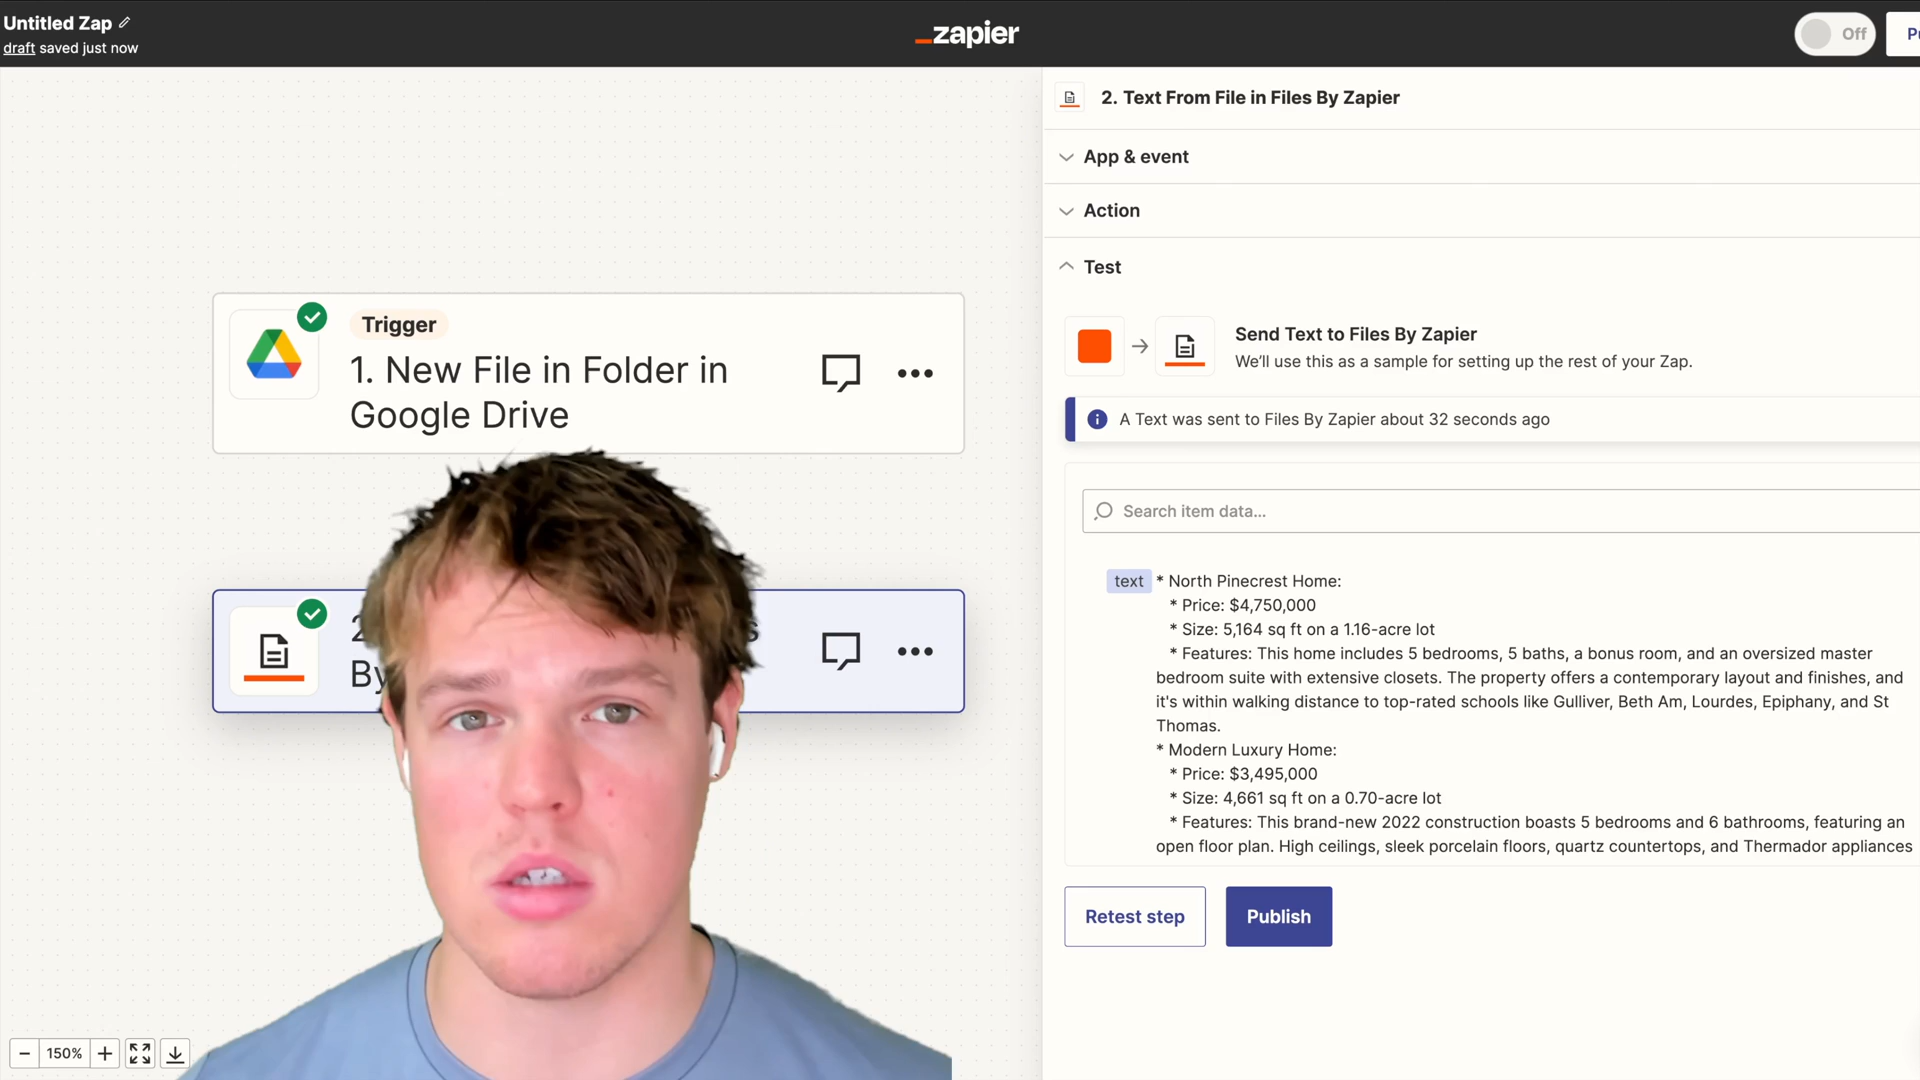 Untitled Zap
draft saved just now
zapier
Off
2. Text From File in Files By Zapier
App & event
Action
Test
Send Text to Files By Zapier
We'll use this as a sample for setting up the rest of your Zap.
A Text was sent to Files By Zapier about 32 seconds ago
Search item data...
text * North Pinecrest Home:
* Price: $4,750,000
* Size: 5,164 sq ft on a 1.16-acre lot
* Features: This home includes 5 bedrooms, 5 baths, a bonus room, and an oversized master
bedroom suite with extensive closets. The property offers a contemporary layout and finishes, and
it's within walking distance to top-rated schools like Gulliver, Beth Am, Lourdes, Epiphany, and St
Thomas.
* Modern Luxury Home:
* Price: $3,495,000
* Size: 4,661 sq ft on a 0.70-acre lot
* Features: This brand-new 2022 construction boasts 5 bedrooms and 6 bathrooms, featuring an
open floor plan. High ceilings, sleek porcelain floors, quartz countertops, and Thermador appliances
Retest step
Publish
Trigger
1. New File in Folder in
Google Drive
By
150%